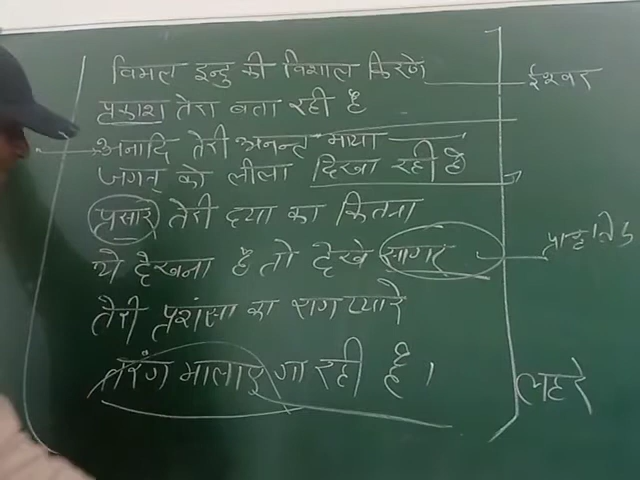 विमल इन्दु की विशाल किरणे
ईश्वर
प्रकाश तेरा बता रही है
अनादि तेरी अनन्त माया
जगत् को लीला दिखा रही है
प्रसार तेरी दया का कितना
ये देखना है तो देखे सागर
तेरी प्रशंसा का राग प्यारे
तरंग मालाए गा रही है।
लहरे